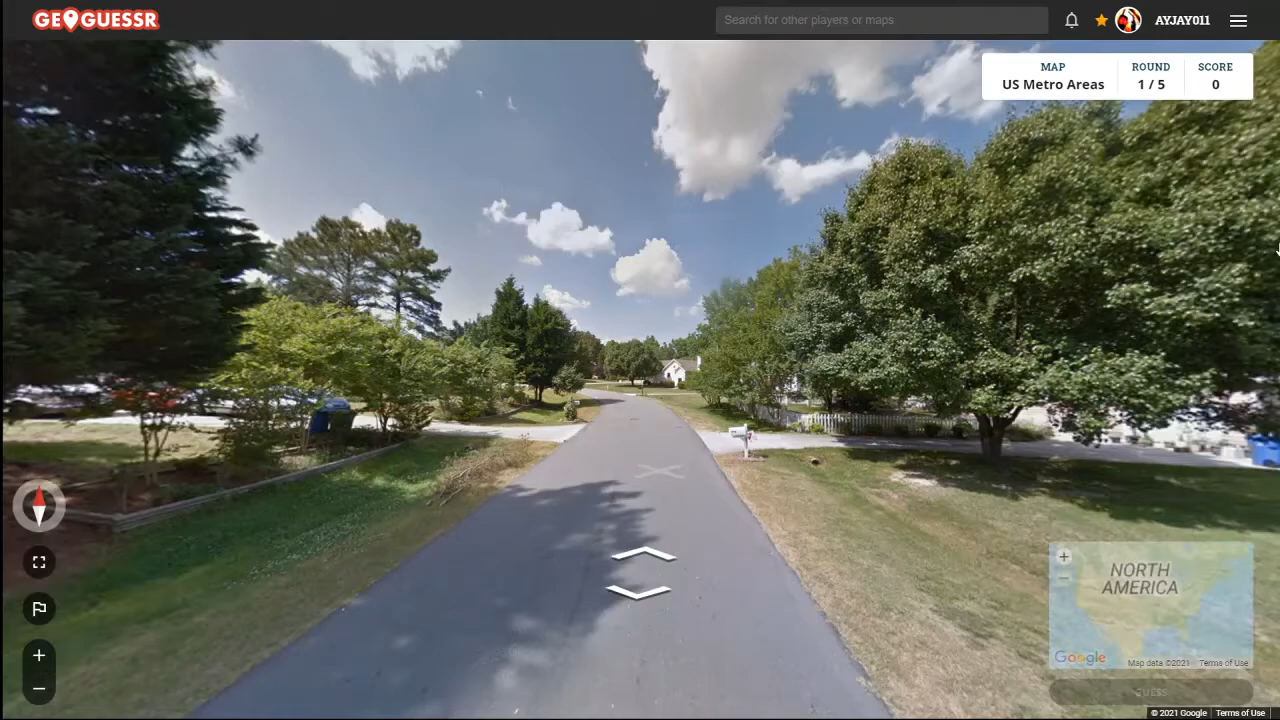 GEOGUESSR
Search for other players or maps
AYJAY011
MAP
US Metro Areas
ROUND
1 / 5
SCORE
0
NORTH
AMERICA
Google
Map data ©2021
Terms of Use
GUESS
© 2021 Google
Terms of Use